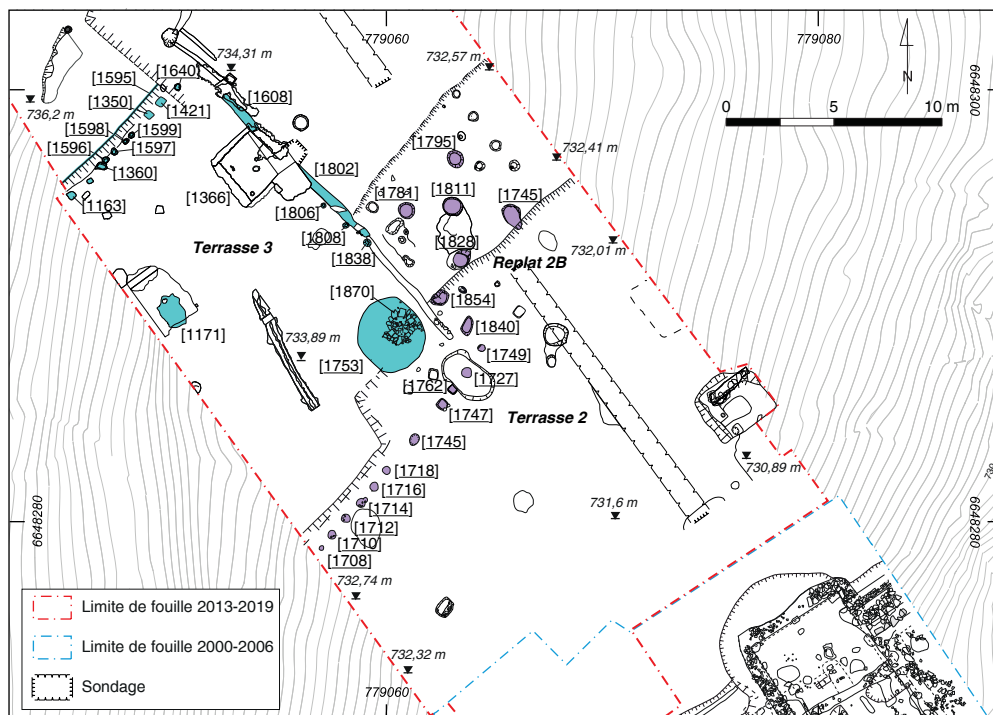 779060
779080
734,31 m
732,57 m
N
[1595]
[1640]
[1350]
[1421]
[1608]
736,2 m
0
5
10 m
6648300
[1598]
[1599]
[1596]
[1597]
[1360]
[1795]
732,41 m
[1802]
[1163]
[1366]
[1781]
[1811]
[1745]
[1806]
[1808]
[1828]
732,01 m
Terrasse 3
[1838]
Replat 2B
[1870]
[1854]
[1171]
733,89 m
[1840]
[1753]
[1749]
[1762]
[1727]
[1747]
Terrasse 2
[1745]
730,89 m
[1718]
[1716]
[1714]
[1712]
[1710]
[1708]
731,6 m
6648280
6648280
732,74 m
Limite de fouille 2013-2019
Limite de fouille 2000-2006
Sondage
732,32 m
779060